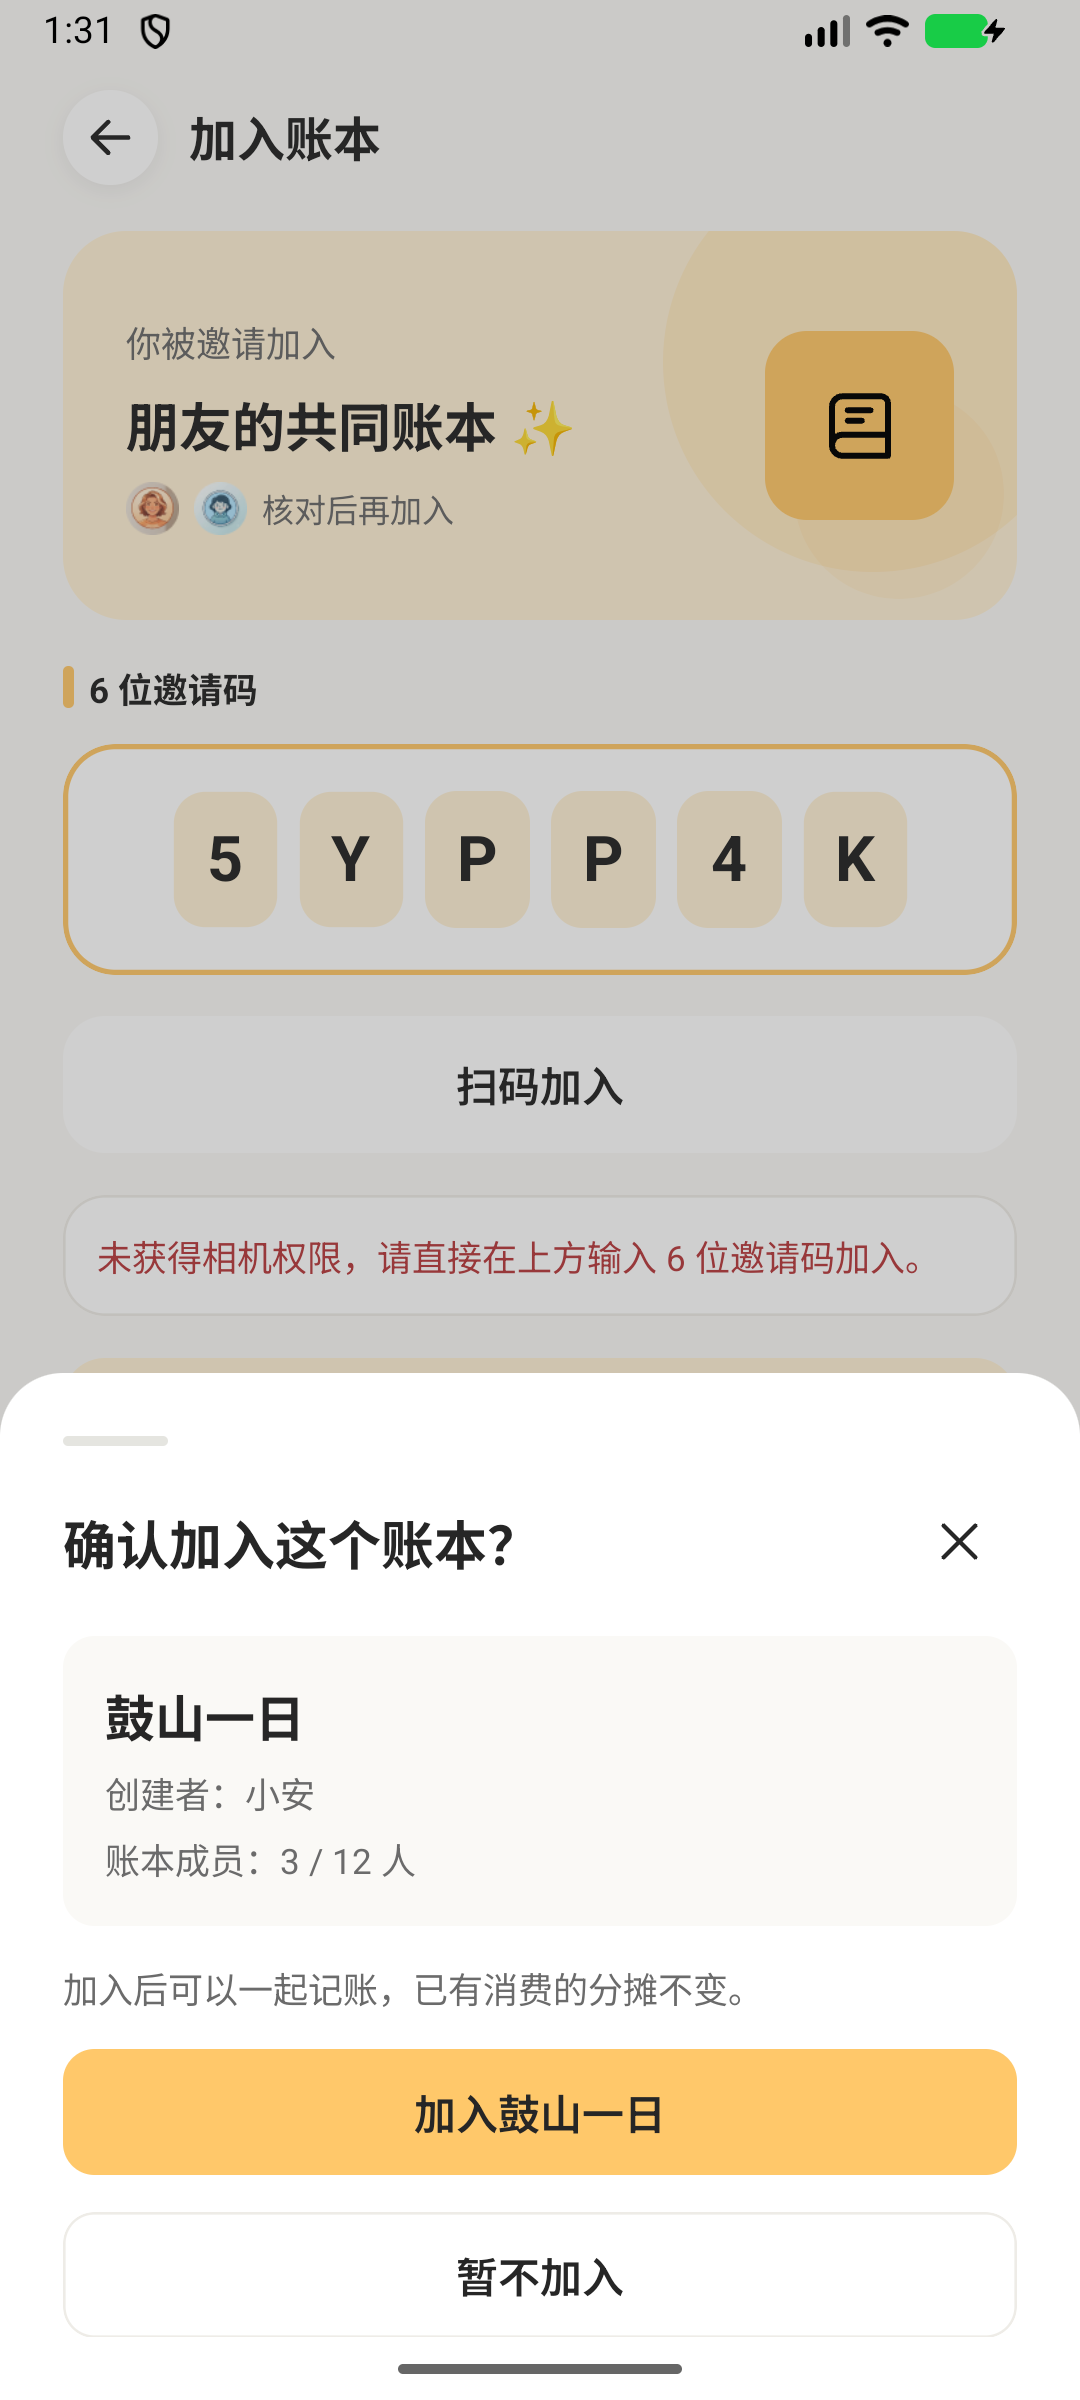 1:31
加入账本
你被邀请加入
朋友的共同账本 ✨
核对后再加入
6 位邀请码
5 Y P P 4 K
扫码加入
未获得相机权限，请直接在上方输入 6 位邀请码加入。
确认加入这个账本?
鼓山一日
创建者：小安
账本成员：3 / 12 人
加入后可以一起记账，已有消费的分摊不变。
加入鼓山一日
暂不加入